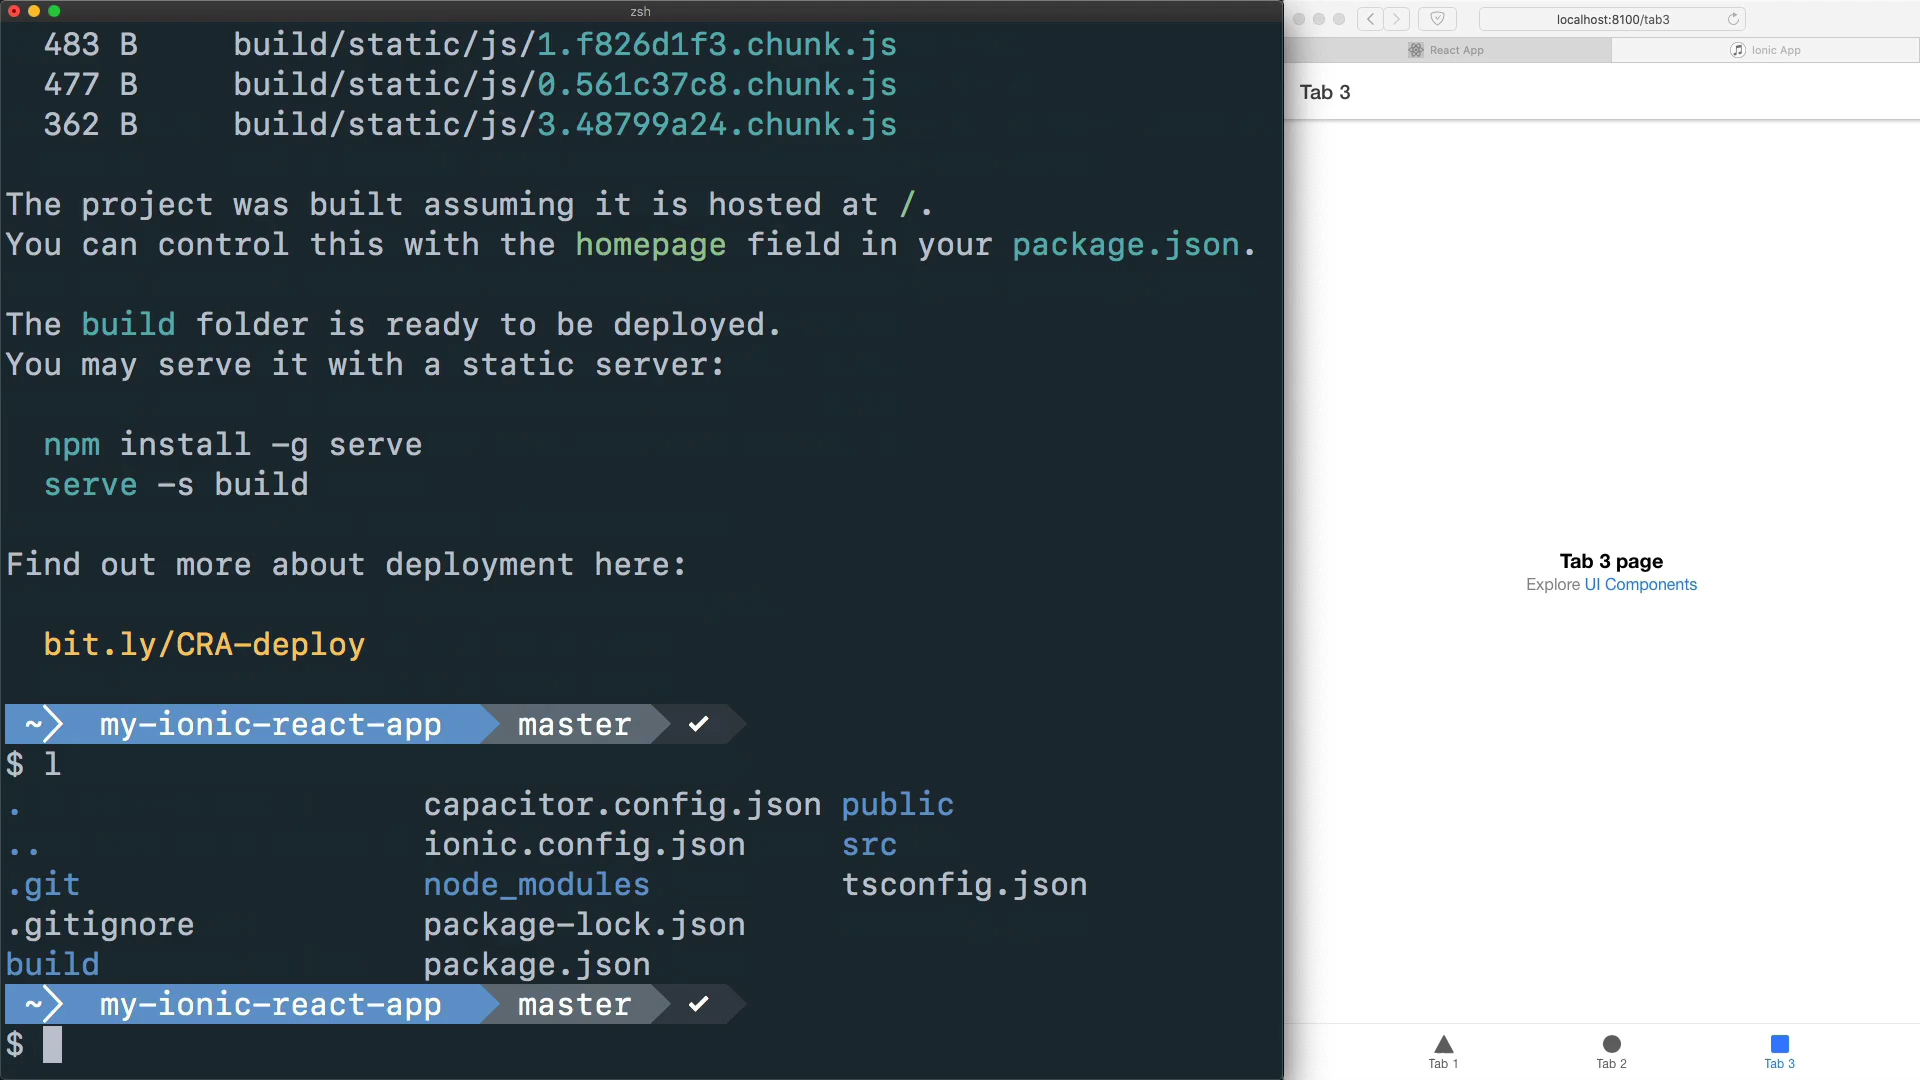 zsh
483 B build/static/js/1.f826d1f3.chunk.js
477 B build/static/js/0.561c37c8.chunk.js
362 B build/static/js/3.48799a24.chunk.js
The project was built assuming it is hosted at /.
You can control this with the homepage field in your package.json.
The build folder is ready to be deployed.
You may serve it with a static server:
npm install -g serve
serve -s build
Find out more about deployment here:
bit.ly/CRA-deploy
~ my-ionic-react-app master ✔
$ l
. capacitor.config.json public
.. ionic.config.json src
.git node_modules tsconfig.json
.gitignore package-lock.json
build package.json
~ my-ionic-react-app master ✔
$
localhost:8100/tab3
React App
Ionic App
Tab 3
Tab 3 page
Explore UI Components
Tab 1
Tab 2
Tab 3